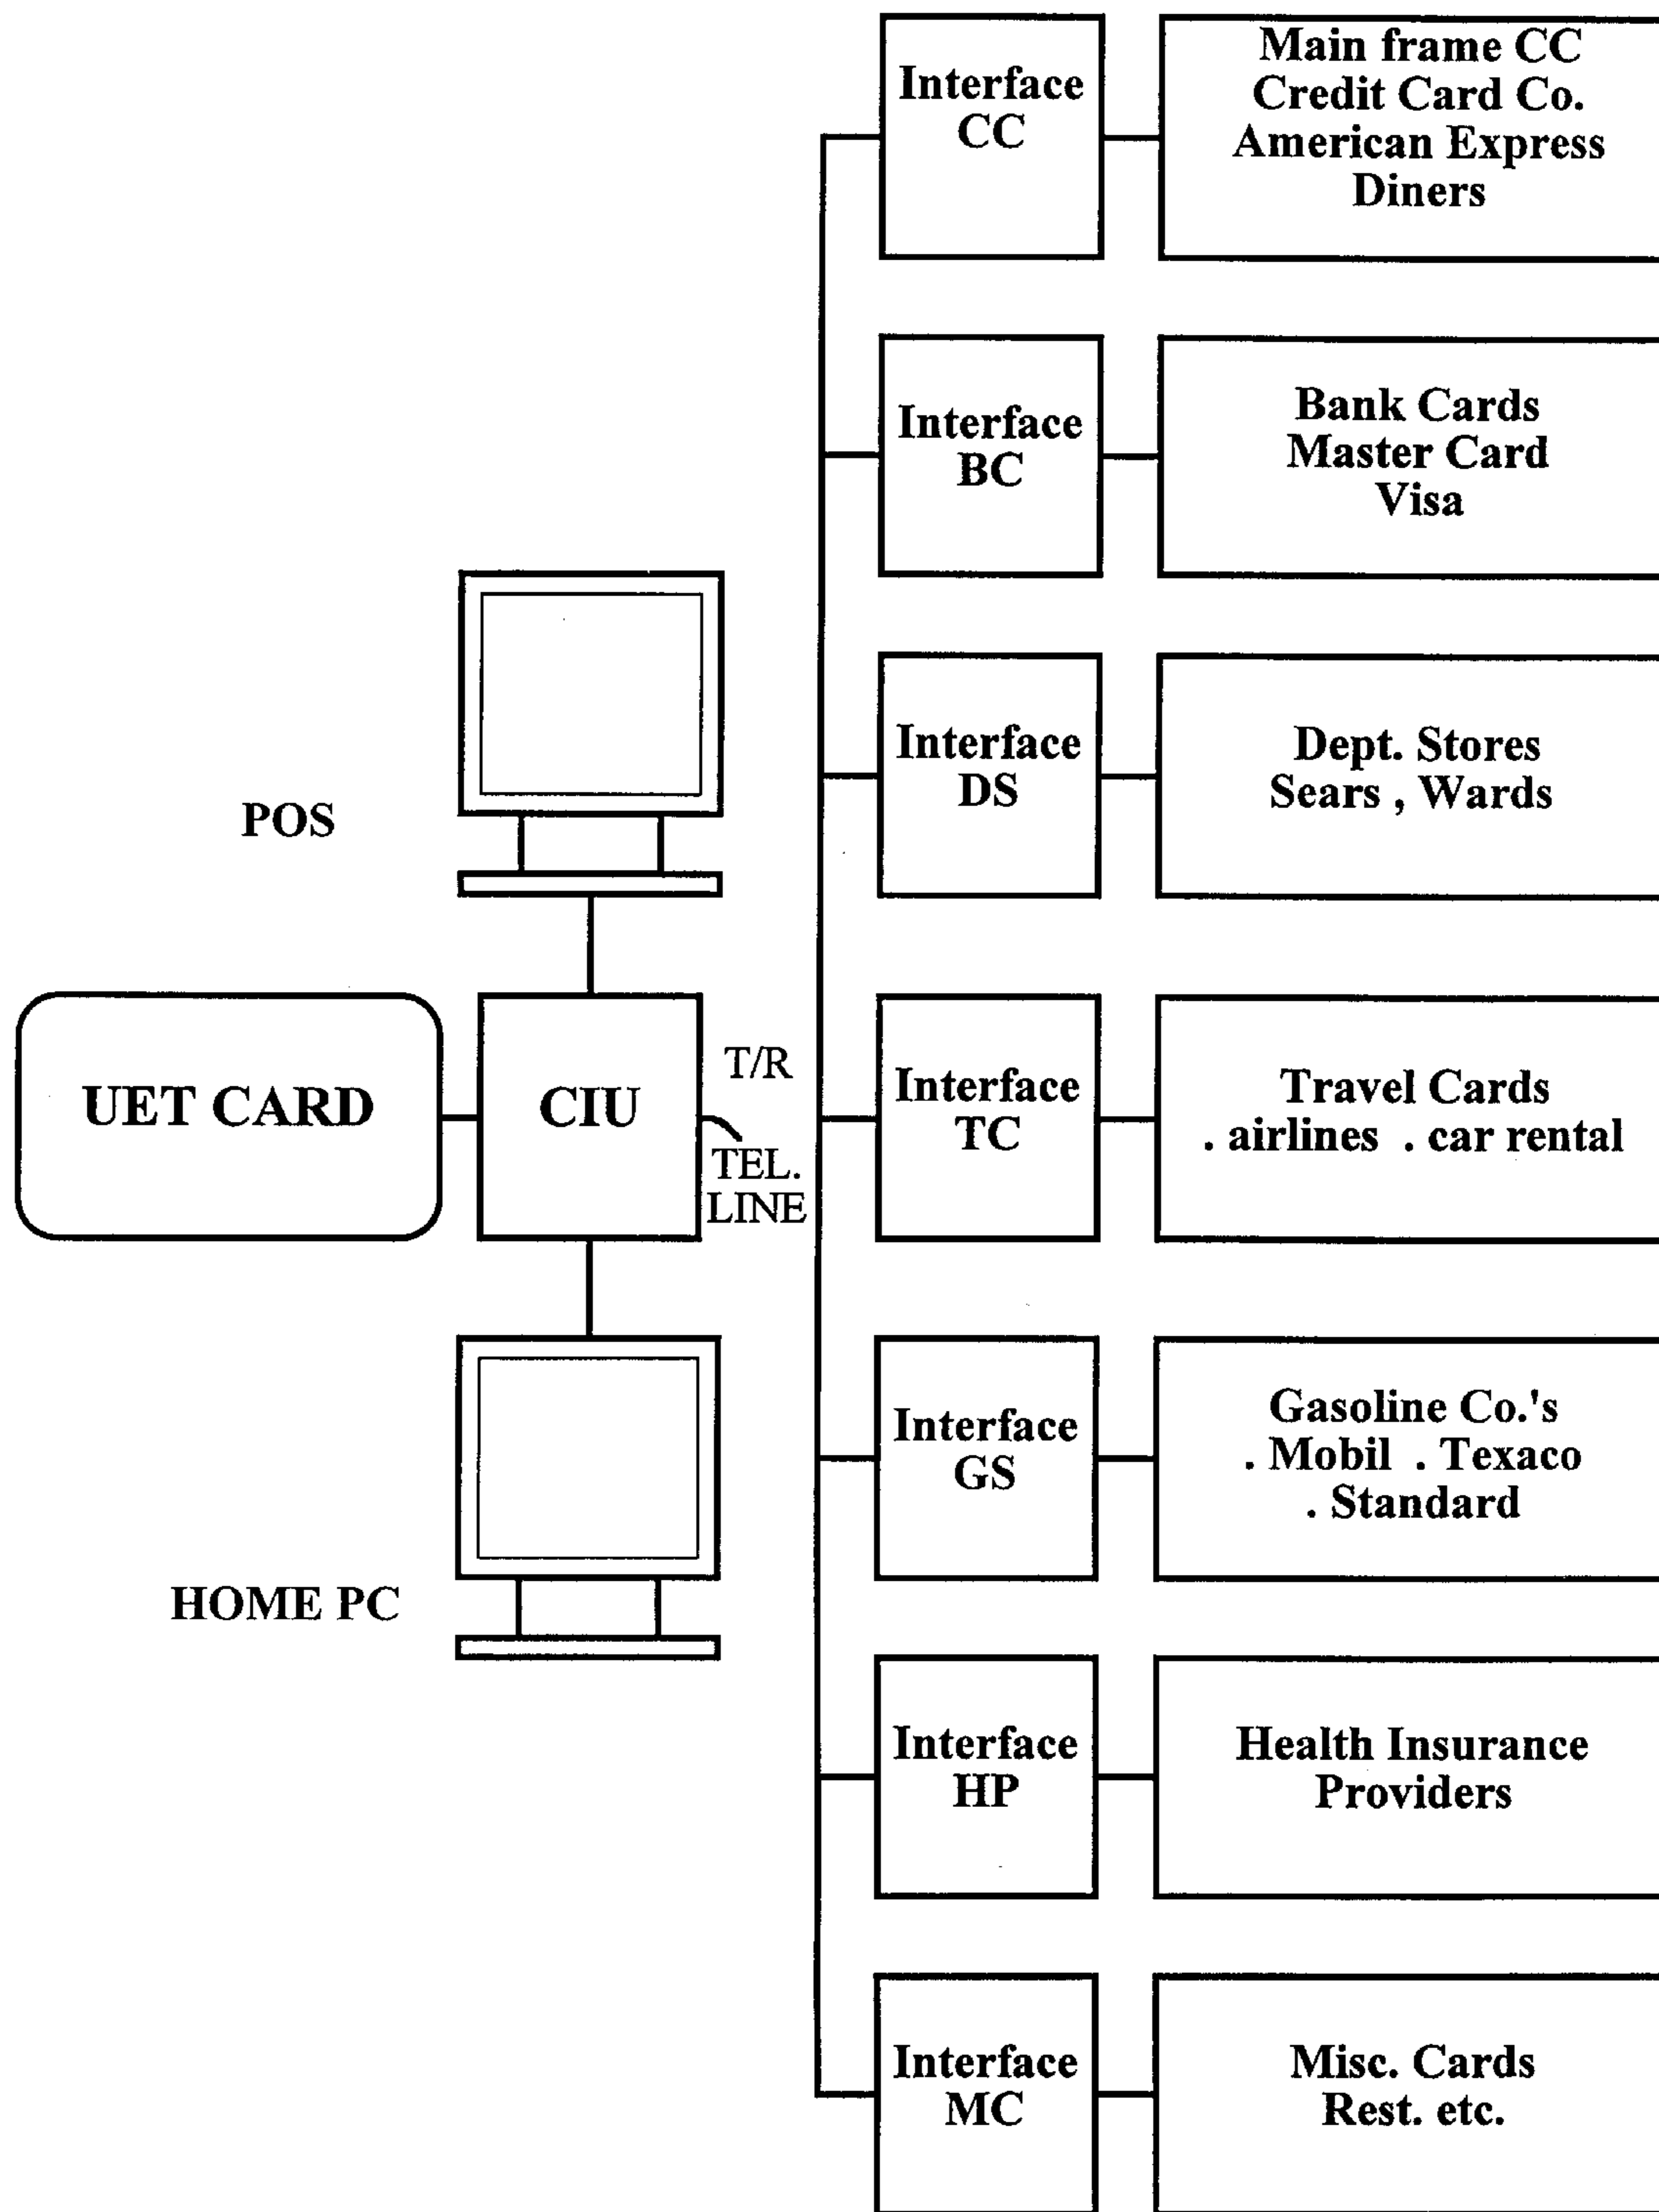 Interface
CC
Main frame CC
Credit Card Co.
American Express
Diners
Interface
BC
Bank Cards
Master Card
Visa
Interface
DS
Dept. Stores
Sears , Wards
POS
UET CARD
CIU
T/R
TEL.
LINE
Interface
TC
Travel Cards
. airlines . car rental
Interface
GS
Gasoline Co.'s
. Mobil . Texaco
. Standard
HOME PC
Interface
HP
Health Insurance
Providers
Interface
MC
Misc. Cards
Rest. etc.